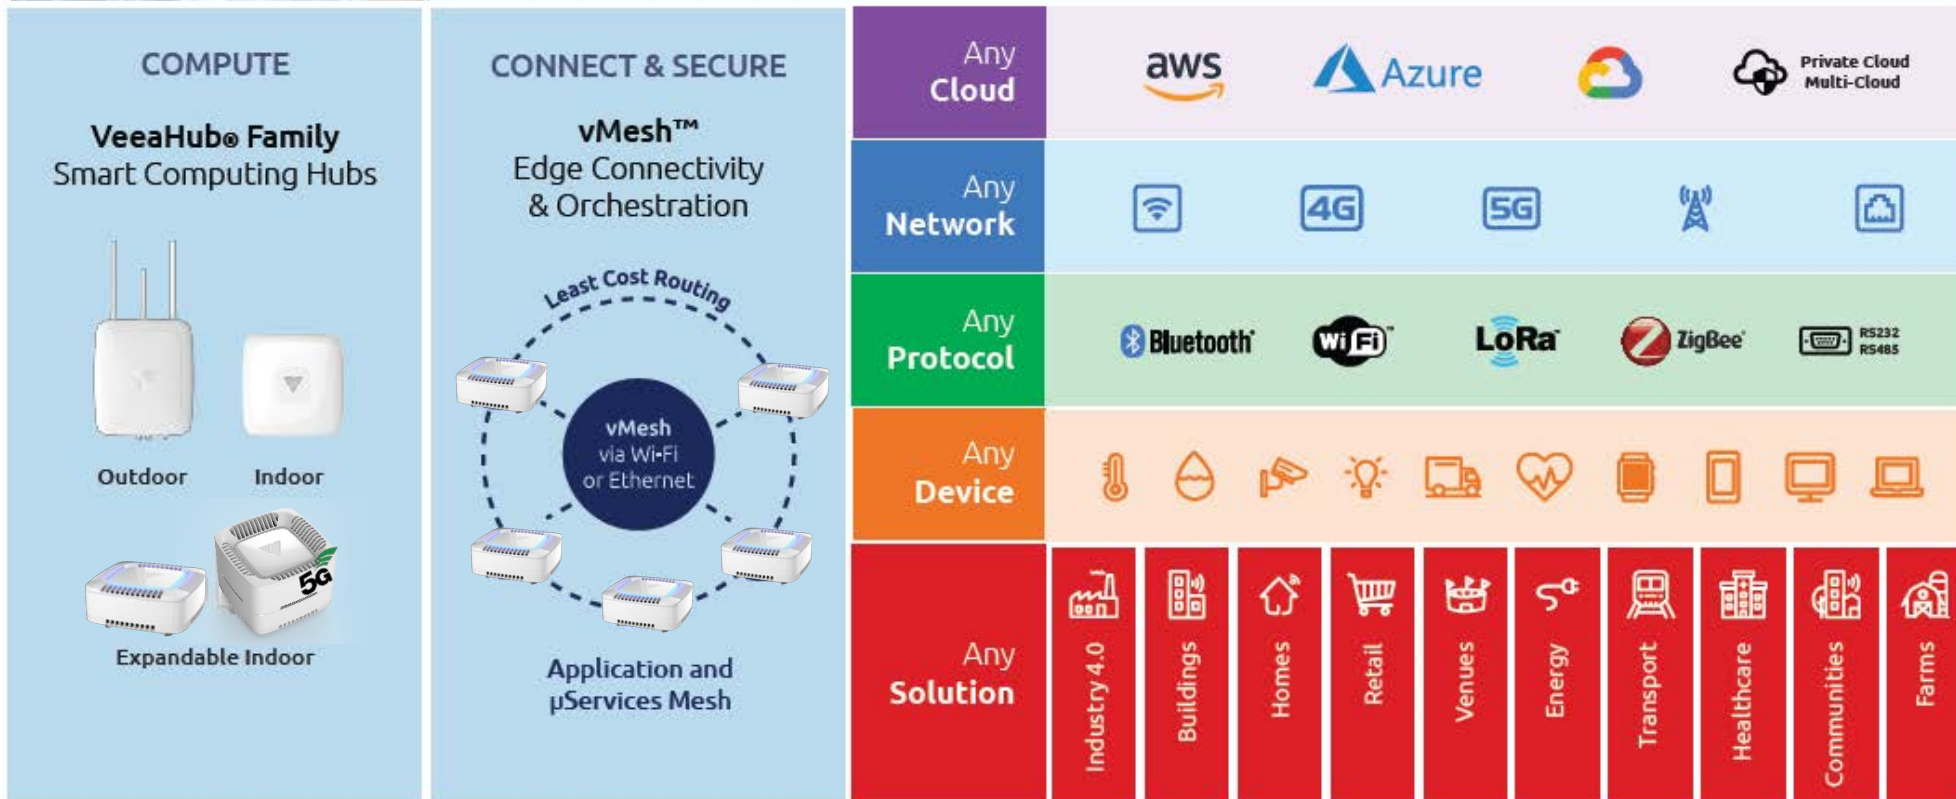 COMPUTE
VeeaHub® Family
Smart Computing Hubs
Outdoor
Indoor
5G
Expandable Indoor
CONNECT & SECURE
vMesh™
Edge Connectivity
& Orchestration
Least Cost Routing
vMesh
via Wi-Fi
or Ethernet
Application and
µServices Mesh
Any
Cloud
aws
Azure
Private Cloud
Multi-Cloud
Any
Network
4G
5G
Any
Protocol
Bluetooth®
Wi Fi™
LoRa™
ZigBee®
RS232
RS485
Any
Device
Any
Solution
Industry 4.0
Buildings
Homes
Retail
Venues
Energy
Transport
Healthcare
Communities
Farms